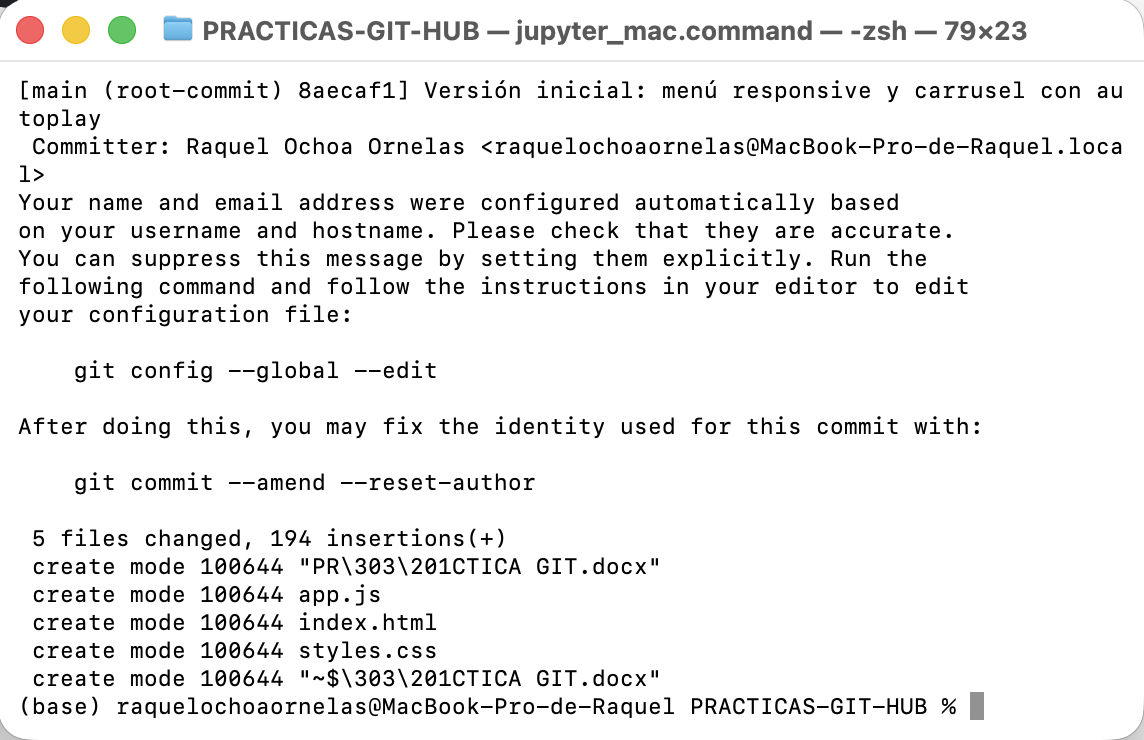 PRACTICAS-GIT-HUB — jupyter_mac.command — -zsh — 79×23
[main (root-commit) 8aecaf1] Versión inicial: menú responsive y carrusel con au
toplay
 Committer: Raquel Ochoa Ornelas <raquelochoaornelas@MacBook-Pro-de-Raquel.loca
l>
Your name and email address were configured automatically based
on your username and hostname. Please check that they are accurate.
You can suppress this message by setting them explicitly. Run the
following command and follow the instructions in your editor to edit
your configuration file:

    git config --global --edit

After doing this, you may fix the identity used for this commit with:

    git commit --amend --reset-author

 5 files changed, 194 insertions(+)
 create mode 100644 "PR\303\201CTICA GIT.docx"
 create mode 100644 app.js
 create mode 100644 index.html
 create mode 100644 styles.css
 create mode 100644 "~$\303\201CTICA GIT.docx"
(base) raquelochoaornelas@MacBook-Pro-de-Raquel PRACTICAS-GIT-HUB %